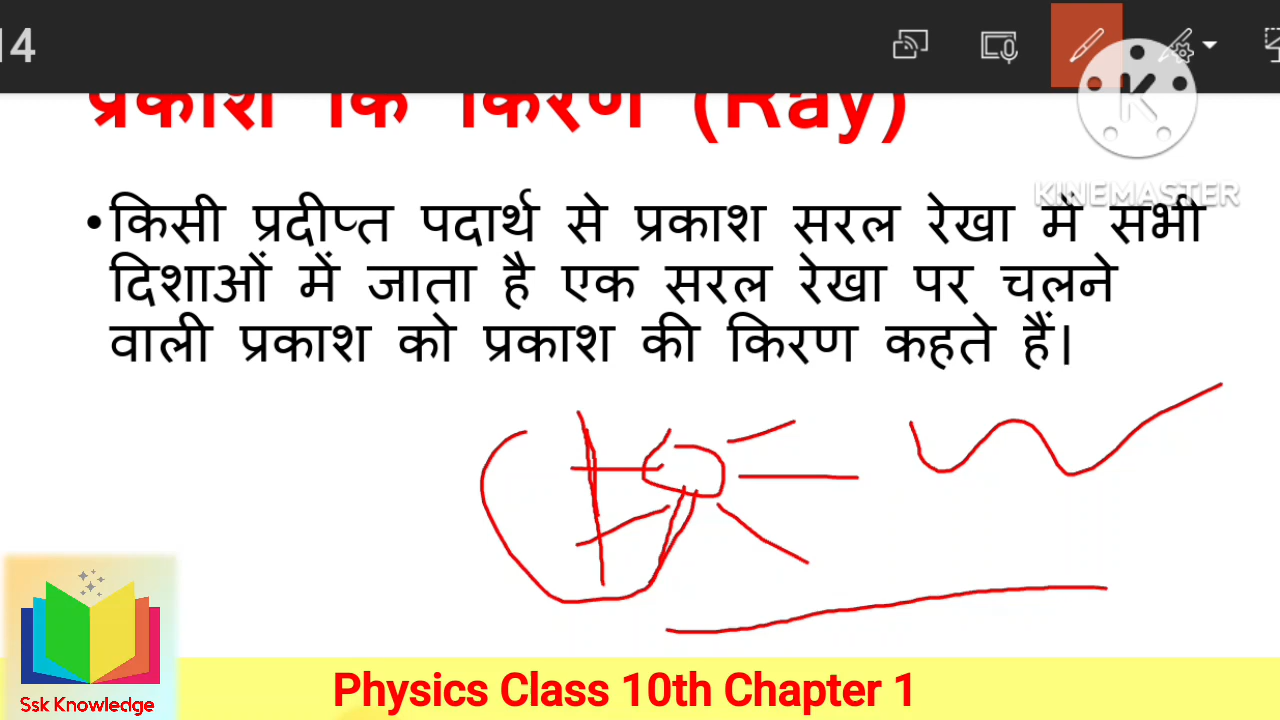 14
प्रकाश कि किरण (Ray)
KINEMASTER
•किसी प्रदीप्त पदार्थ से प्रकाश सरल रेखा में सभी
दिशाओं में जाता है एक सरल रेखा पर चलने
वाली प्रकाश को प्रकाश की किरण कहते हैं।
Ssk Knowledge
Physics Class 10th Chapter 1